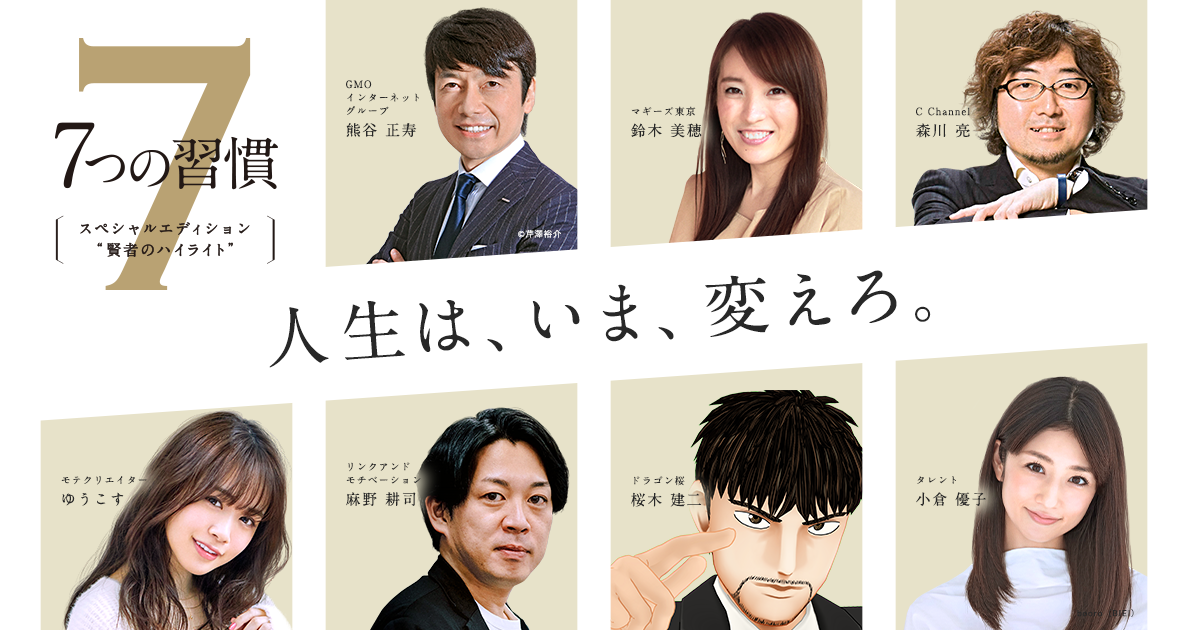 7
7つの習慣
スペシャルエディション
“賢者のハイライト”
GMO
インターネット
グループ
熊谷 正寿
©芹澤裕介
マギーズ東京
鈴木 美穂
C Channel
森川 亮
人生は、いま、変えろ。
モテクリエイター
ゆうこす
リンクアンド
モチベーション
麻野 耕司
ドラゴン桜
桜木 建二
タレント
小倉 優子